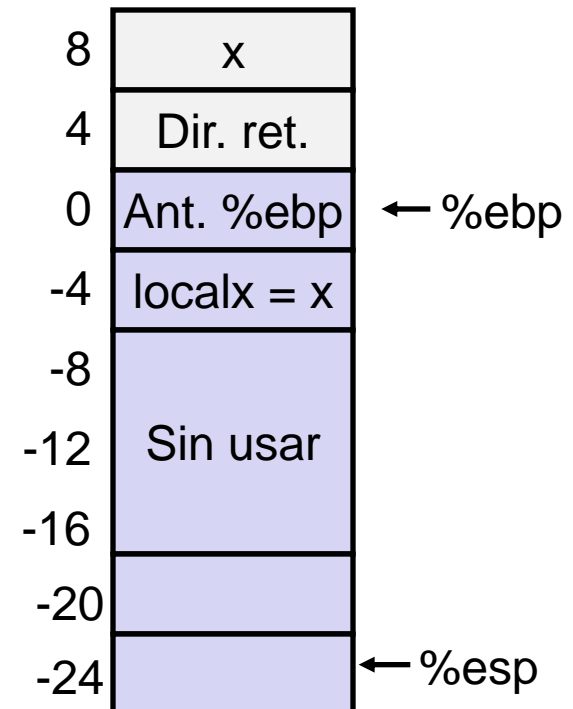 8 x
4 Dir. ret.
0 Ant. %ebp %ebp
-4 localx = x
-8
-12 Sin usar
-16
-20
-24 %esp